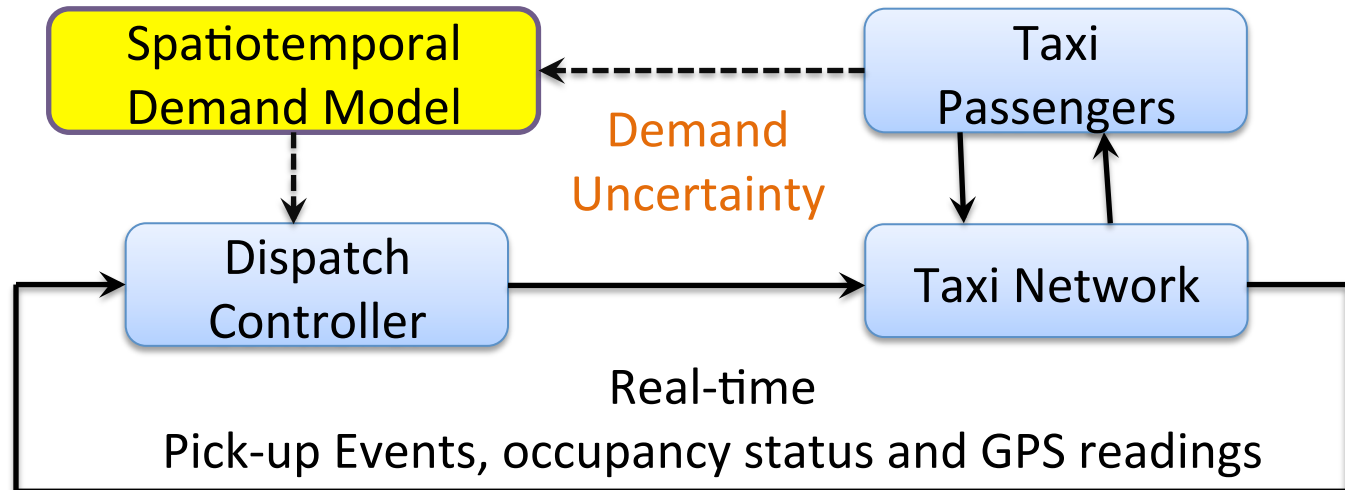 Spatiotemporal
Demand Model
Taxi
Passengers
Demand
Uncertainty
Dispatch
Controller
Taxi Network
Real-time
Pick-up Events, occupancy status and GPS readings